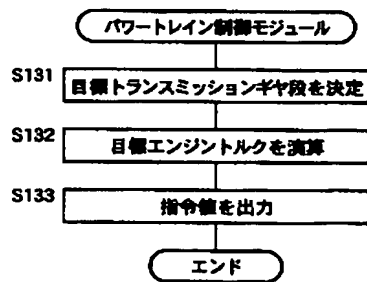 パワートレイン制御モジュール
S131
目標トランスミッションギヤ段を決定
S132
目標エンジントルクを演算
S133
指令値を出力
エンド